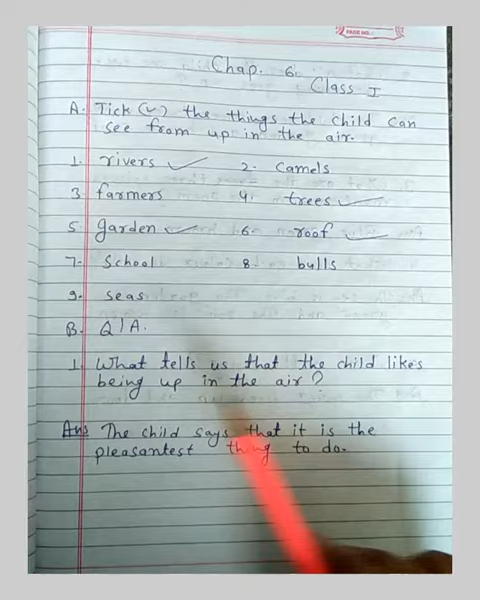 PAGE NO.
Chap. 6.
Class I
A. Tick (✓) the things the child can
see from up in the air.
1. rivers ✓ 2. Camels
3 farmers 4. trees ✓
5. garden ✓ 6. roof ✓
7. School 8. bulls
9. seas
B. Q/A.
1. What tells us that the child likes
being up in the air?
Ans The child says that it is the
pleasantest thing to do.